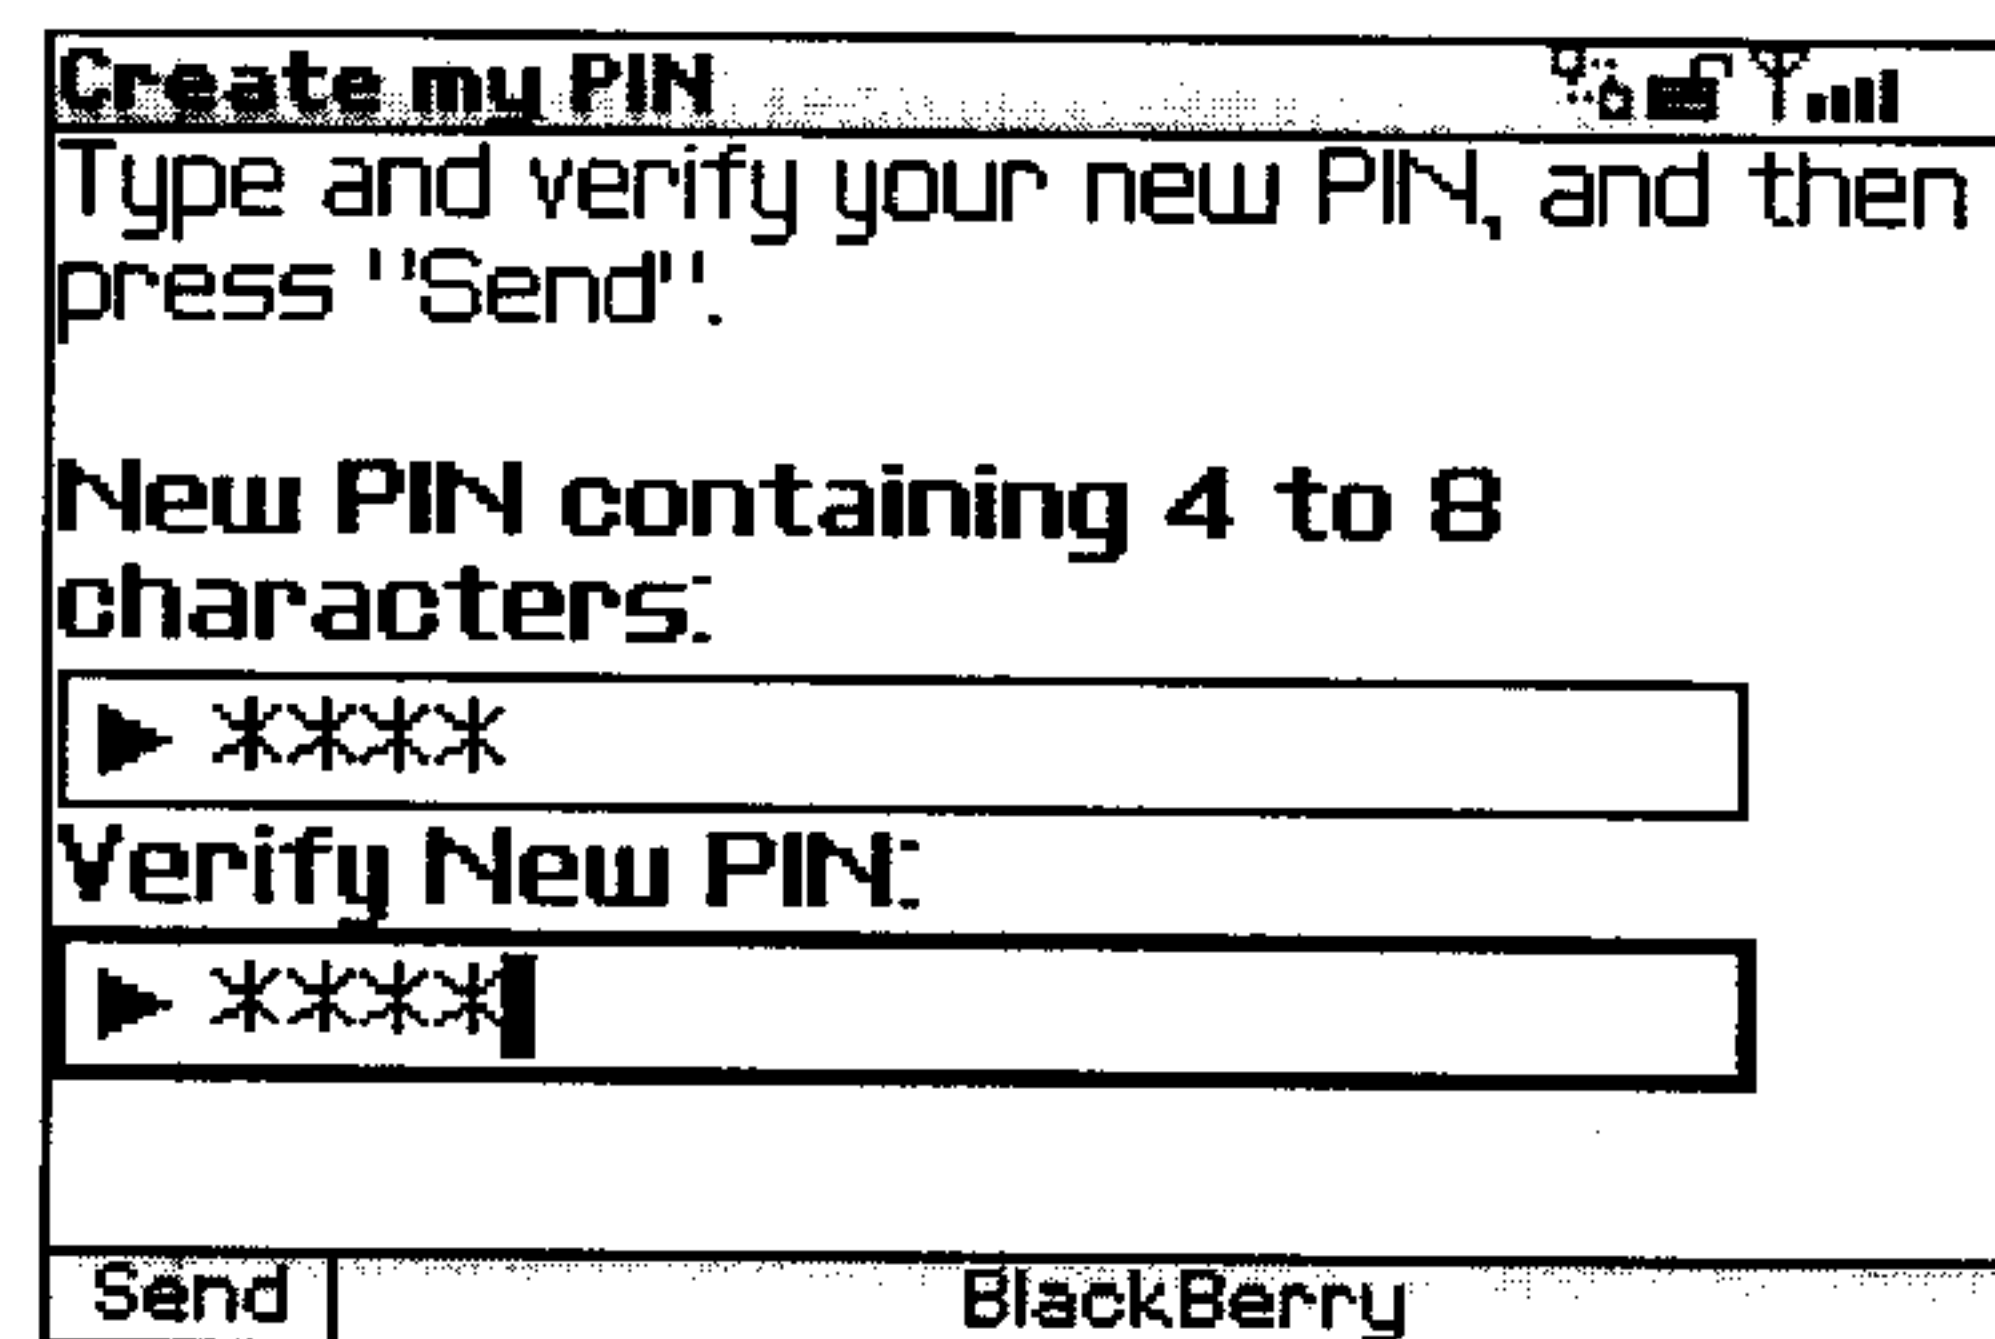 Create my PIN
Type and verify your new PIN, and then
press "Send".
New PIN containing 4 to 8
characters:
****
Verify New PIN:
****
Send BlackBerry